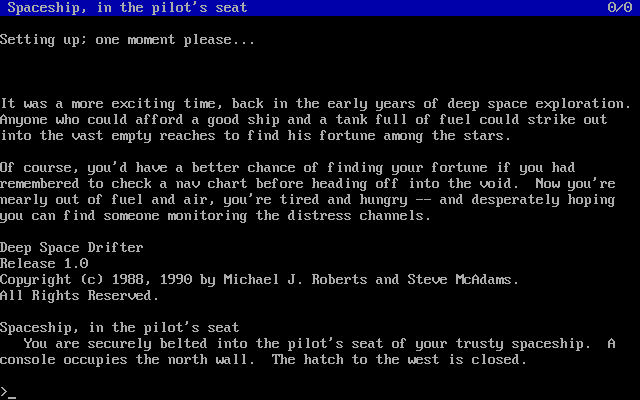 Spaceship, in the pilot's seat 0/0
Setting up; one moment please...
It was a more exciting time, back in the early years of deep space exploration.
Anyone who could afford a good ship and a tank full of fuel could strike out
into the vast empty reaches to find his fortune among the stars.
Of course, you'd have a better chance of finding your fortune if you had
remembered to check a nav chart before heading off into the void.  Now you're
nearly out of fuel and air, you're tired and hungry -- and desperately hoping
you can find someone monitoring the distress channels.
Deep Space Drifter
Release 1.0
Copyright (c) 1988, 1990 by Michael J. Roberts and Steve McAdams.
All Rights Reserved.
Spaceship, in the pilot's seat
You are securely belted into the pilot's seat of your trusty spaceship.  A
console occupies the north wall.  The hatch to the west is closed.
>_